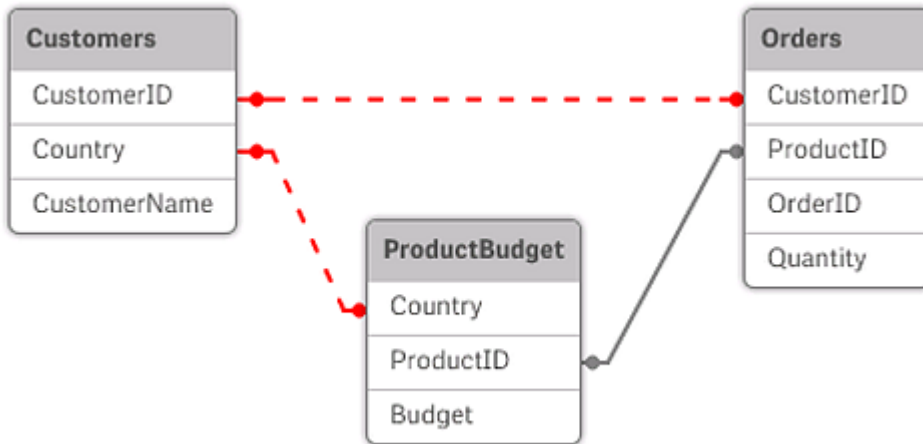 Customers
CustomerID
Country
CustomerName
ProductBudget
Country
ProductID
Budget
Orders
CustomerID
ProductID
OrderID
Quantity